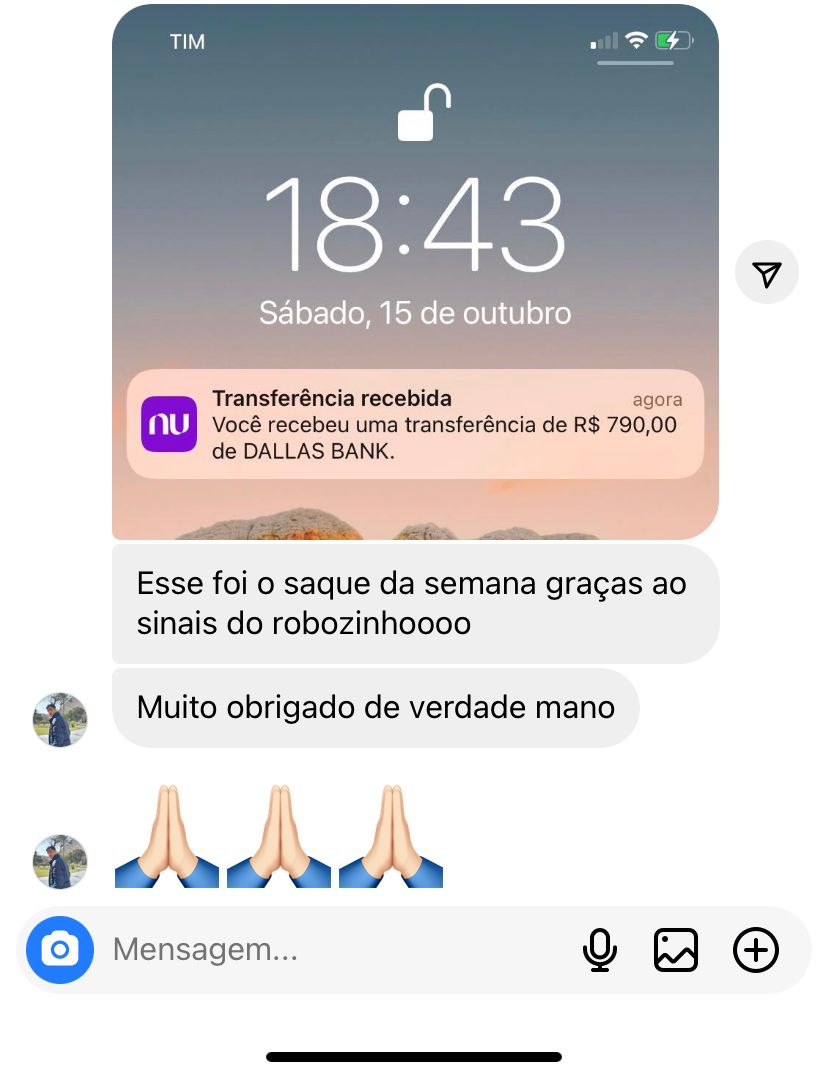 TIM
18:43
Sábado, 15 de outubro
nu
Transferência recebida
agora
Você recebeu uma transferência de R$ 790,00
de DALLAS BANK.
Esse foi o saque da semana graças ao
sinais do robozinhoooo
Muito obrigado de verdade mano
Mensagem...